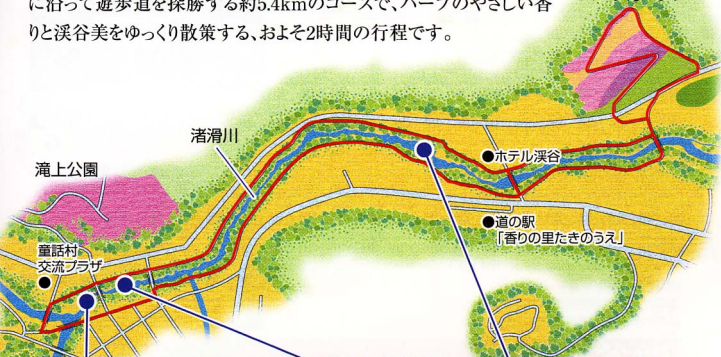 に沿って遊歩道を探勝する約5.4kmのコースで、ハーブのやさしい香
りと渓谷美をゆっくり散策する、およそ2時間の行程です。
渚滑川
滝上公園
ホテル渓谷
道の駅
「香りの里たきのうえ」
童話村
交流プラザ